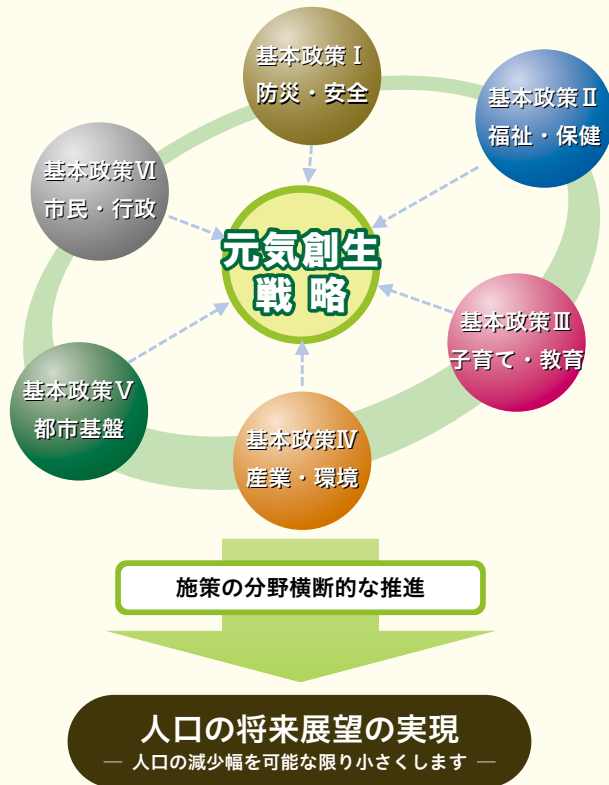 基本政策Ⅰ
防災・安全
基本政策Ⅱ
福祉・保健
基本政策Ⅵ
市民・行政
元気創生
戦略
基本政策Ⅲ
子育て・教育
基本政策Ⅴ
都市基盤
基本政策Ⅳ
産業・環境
施策の分野横断的な推進
人口の将来展望の実現
― 人口の減少幅を可能な限り小さくします ―